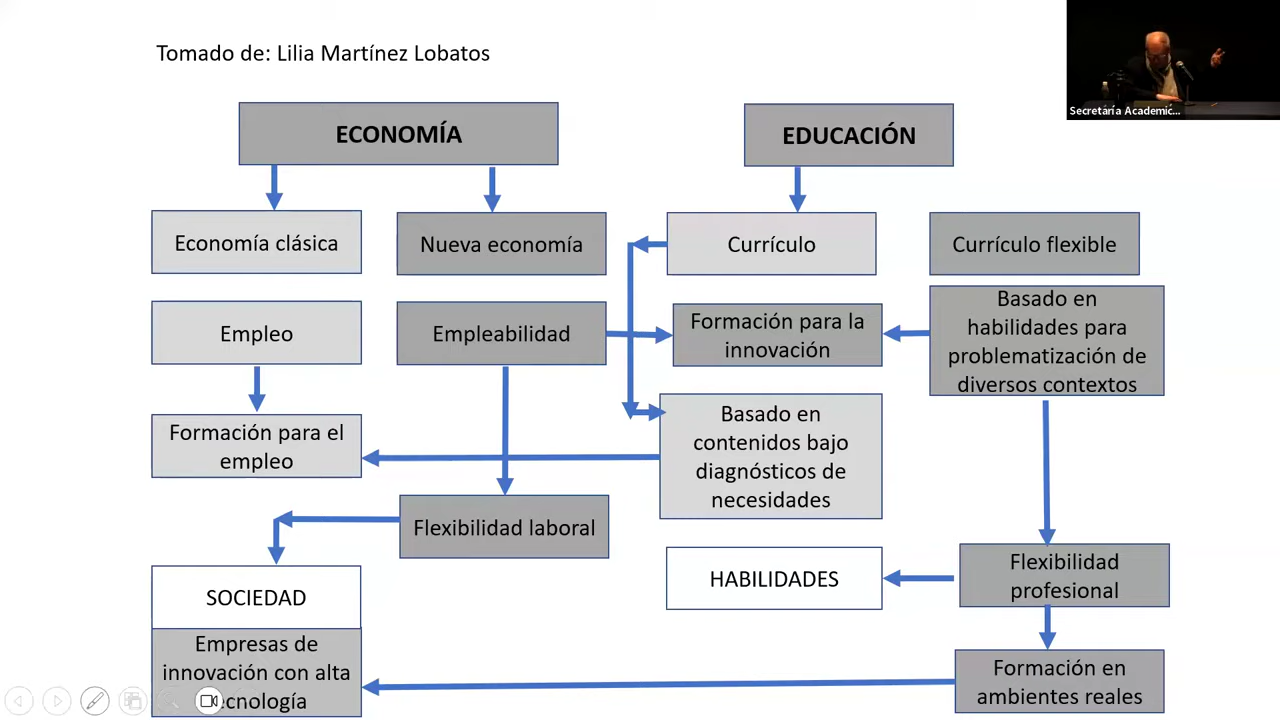 Tomado de: Lilia Martínez Lobatos
Secretaría Academic...
ECONOMÍA
EDUCACIÓN
Economía clásica
Nueva economía
Currículo
Currículo flexible
Empleo
Empleabilidad
Formación para la
innovación
Basado en
habilidades para
problematización de
diversos contextos
Formación para el
empleo
Basado en
contenidos bajo
diagnósticos de
necesidades
Flexibilidad laboral
HABILIDADES
Flexibilidad
profesional
SOCIEDAD
Empresas de
innovación con alta
ecnología
Formación en
ambientes reales